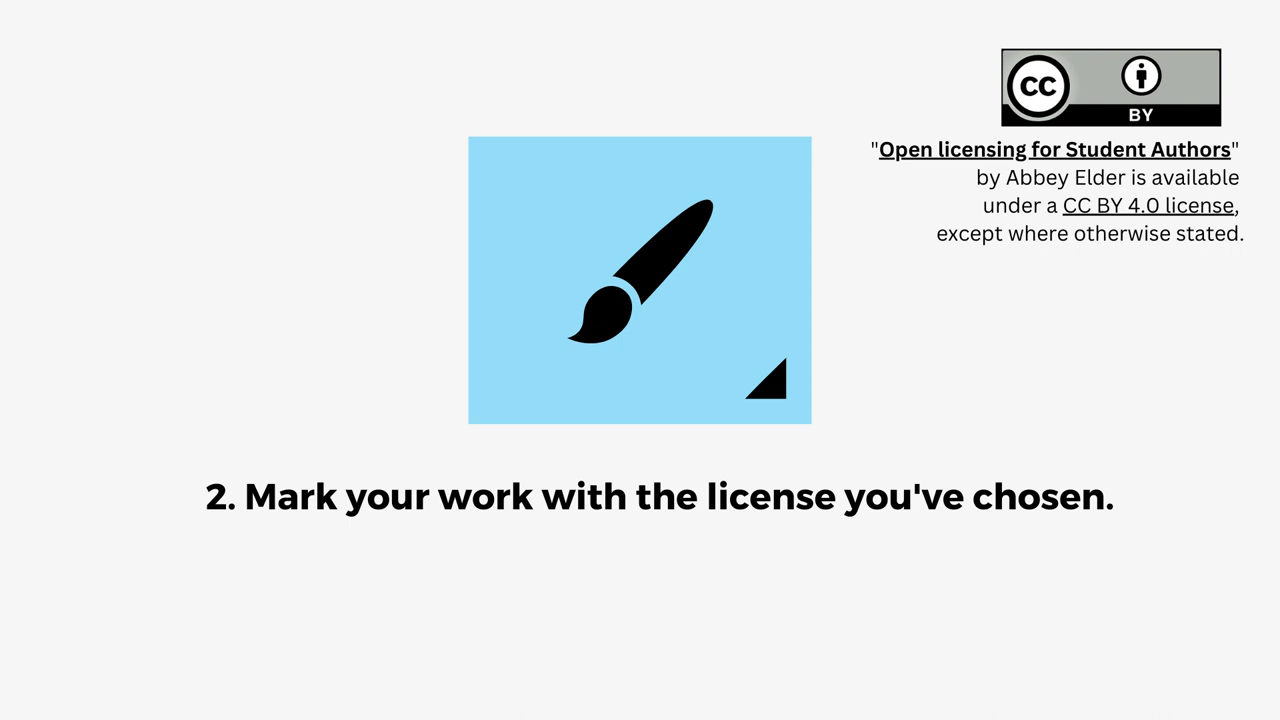 CC
BY
"Open licensing for Student Authors"
by Abbey Elder is available
under a CC BY 4.0 license,
except where otherwise stated.
2. Mark your work with the license you've chosen.